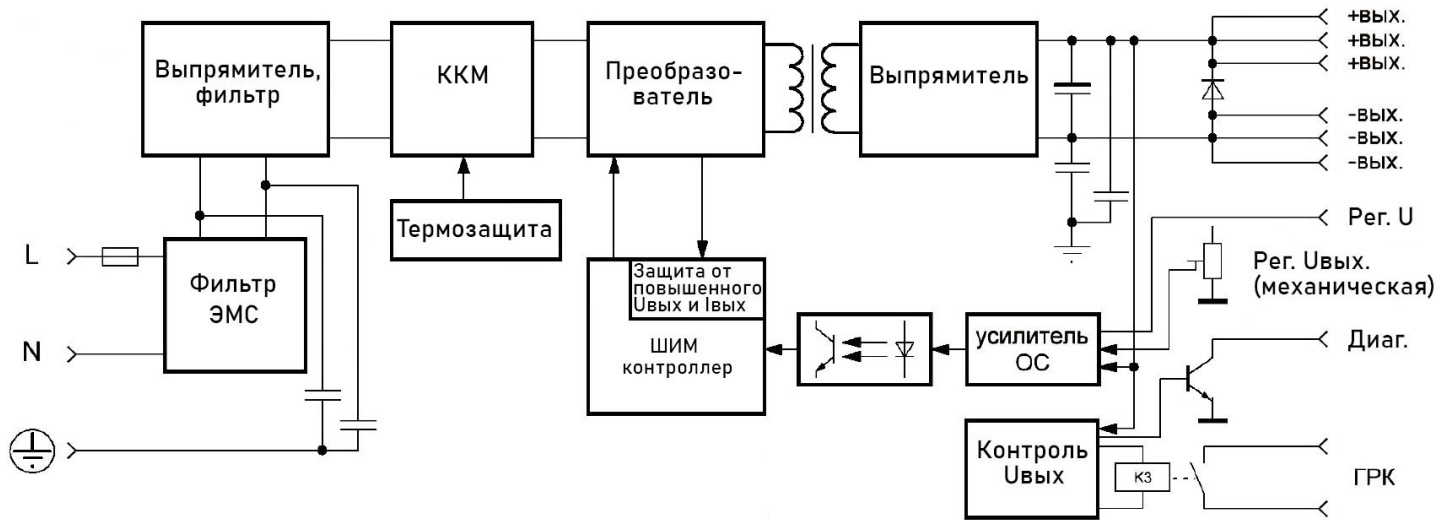 Выпрямитель,
фильтр
ККМ
Преобразо-
ватель
Выпрямитель
+вых.
+вых.
+вых.
-вых.
-вых.
-вых.
Термозащита
Рег. U
L
Фильтр
ЭМС
N
Защита от
повышенного
Uвых и Iвых
ШИМ
контроллер
усилитель
ОС
Рег. Uвых.
(механическая)
Диаг.
Контроль
Uвых
К3
ГРК